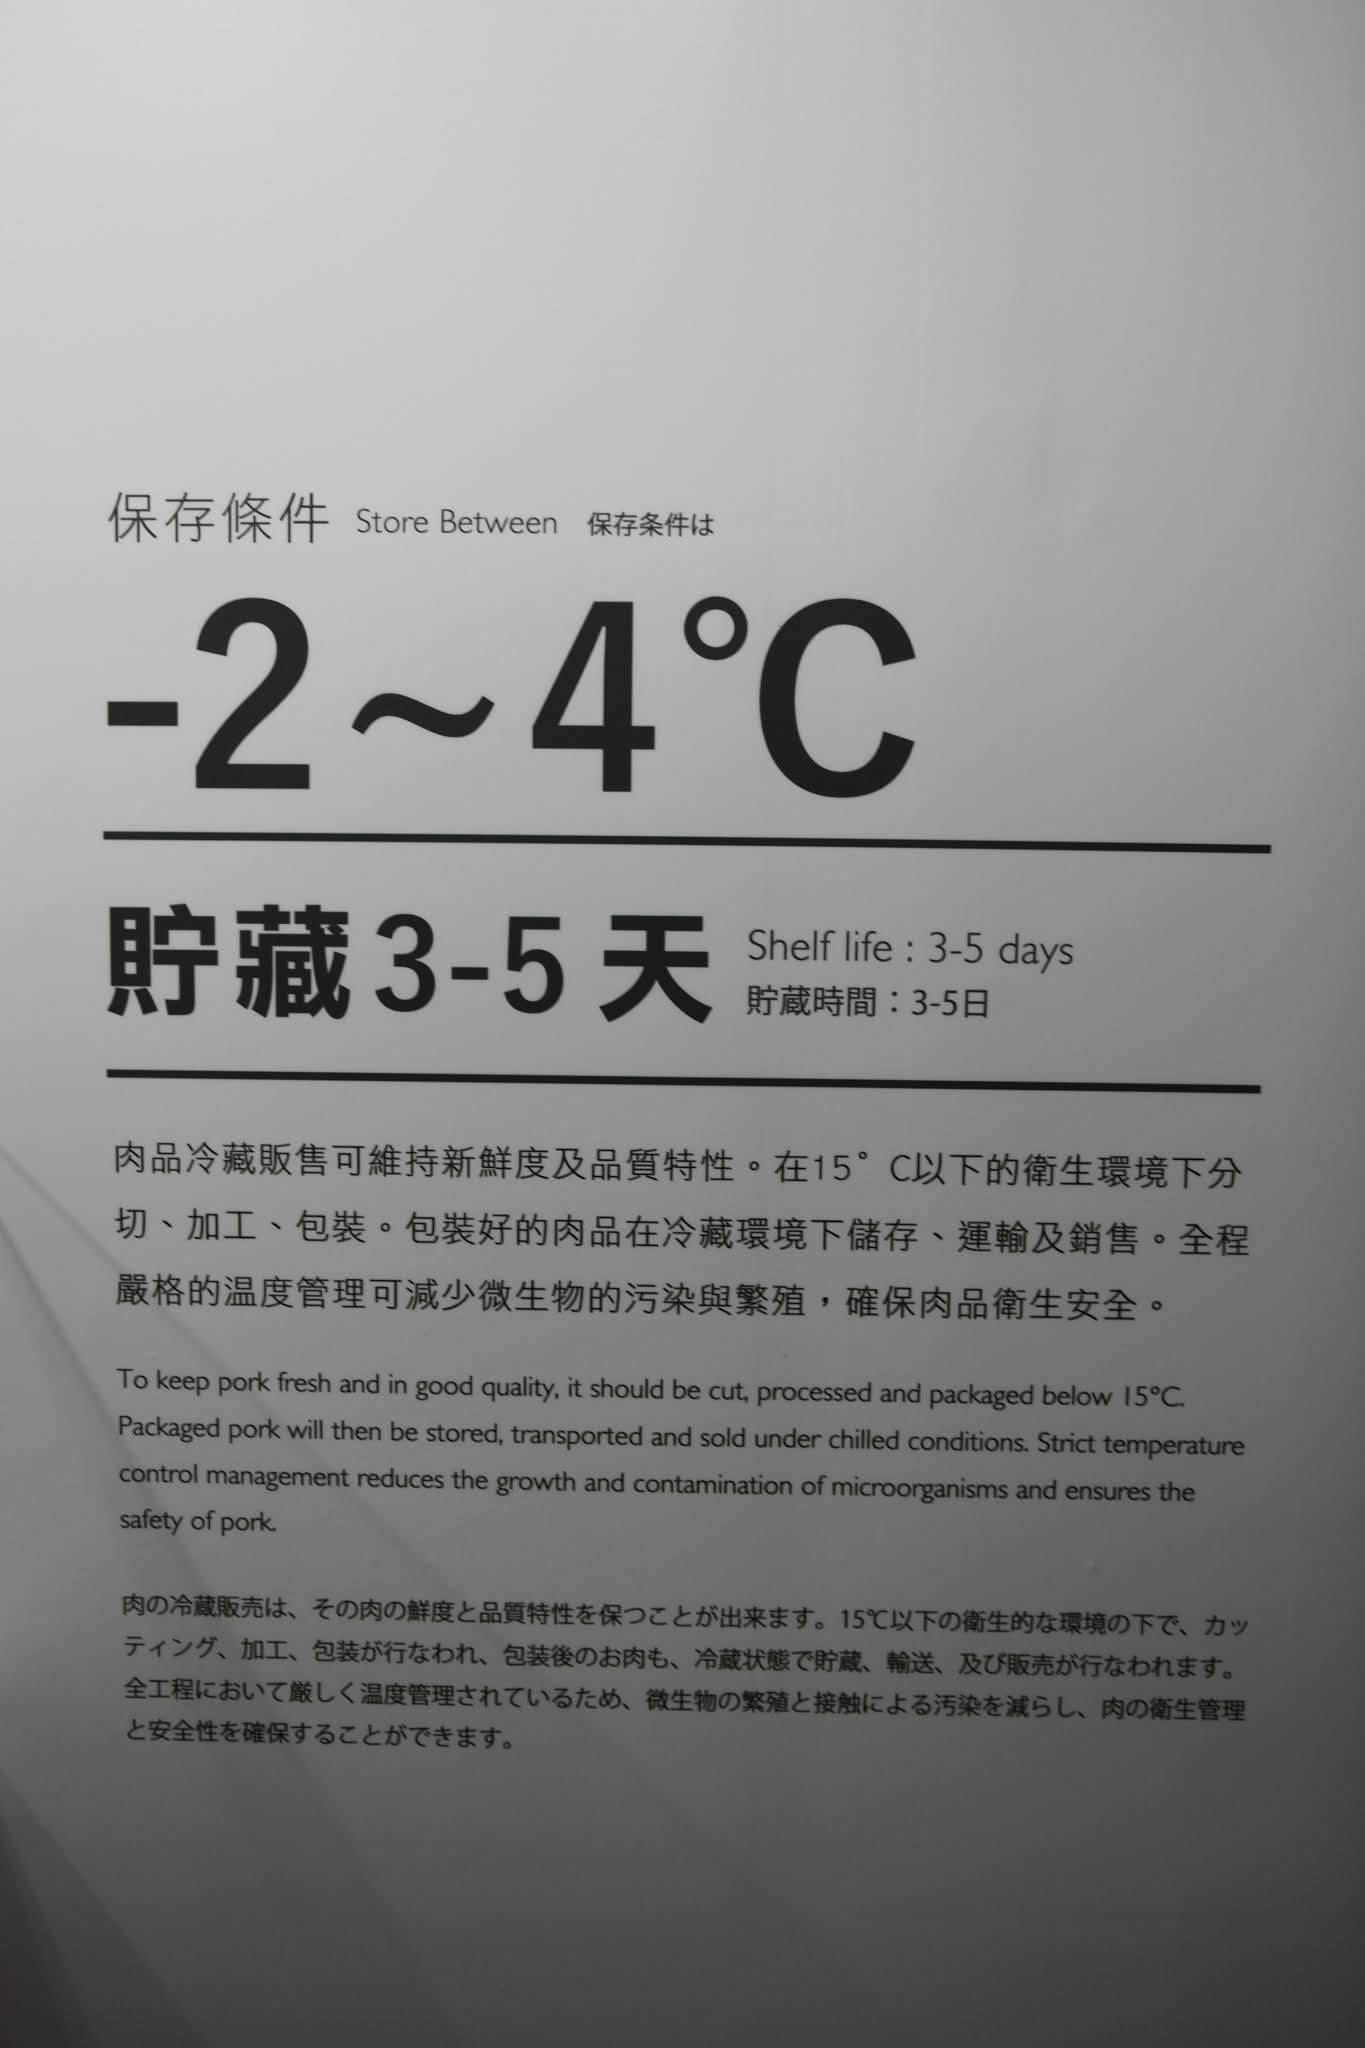 保存條件 Store Between 保存条件は
-2~4℃
貯藏3-5天 Shelf life : 3-5 days
貯蔵時間：3-5日
肉品冷藏販售可維持新鮮度及品質特性。在15°C以下的衛生環境下分
切、加工、包裝。包裝好的肉品在冷藏環境下儲存、運輸及銷售。全程
嚴格的温度管理可減少微生物的污染與繁殖，確保肉品衛生安全。
To keep pork fresh and in good quality, it should be cut, processed and packaged below 15°C.
Packaged pork will then be stored, transported and sold under chilled conditions. Strict temperature
control management reduces the growth and contamination of microorganisms and ensures the
safety of pork.
肉の冷蔵販売は、その肉の鮮度と品質特性を保つことが出来ます。15℃以下の衛生的な環境の下で、カッ
ティング、加工、包装が行なわれ、包装後のお肉も、冷蔵状態で貯蔵、輸送、及び販売が行なわれます。
全工程において厳しく温度管理されているため、微生物の繁殖と接触による汚染を減らし、肉の衛生管理
と安全性を確保することができます。